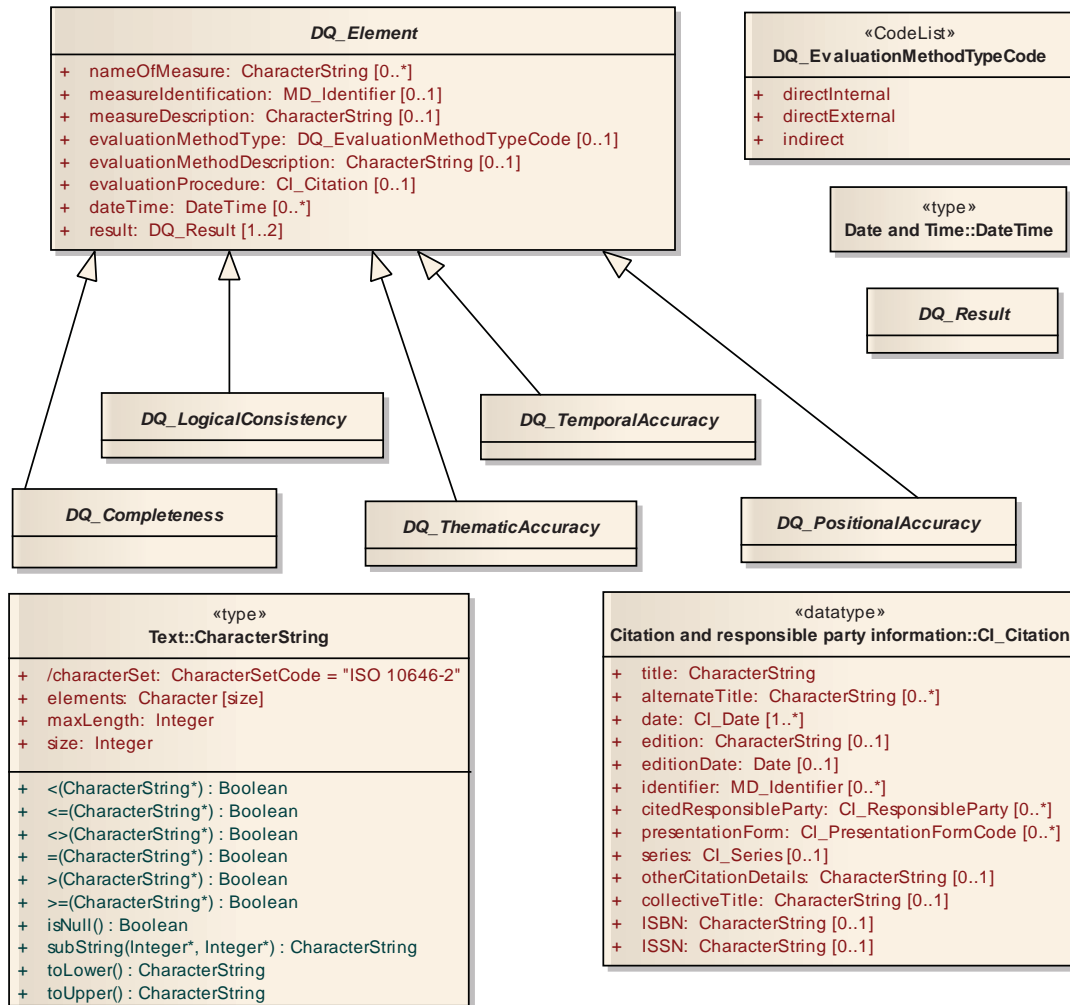 DQ_Element
+ nameOfMeasure: CharacterString [0..*]
+ measureIdentification: MD_Identifier [0..1]
+ measureDescription: CharacterString [0..1]
+ evaluationMethodType: DQ_EvaluationMethodTypeCode [0..1]
+ evaluationMethodDescription: CharacterString [0..1]
+ evaluationProcedure: CI_Citation [0..1]
+ dateTime: DateTime [0..*]
+ result: DQ_Result [1..2]
«CodeList»
DQ_EvaluationMethodTypeCode
+ directInternal
+ directExternal
+ indirect
«type»
Date and Time::DateTime
DQ_Result
DQ_LogicalConsistency
DQ_TemporalAccuracy
DQ_Completeness
DQ_ThematicAccuracy
DQ_PositionalAccuracy
«type»
Text::CharacterString
+ /characterSet: CharacterSetCode = "ISO 10646-2"
+ elements: Character [size]
+ maxLength: Integer
+ size: Integer
+ <(CharacterString*) : Boolean
+ <=(CharacterString*) : Boolean
+ <>(CharacterString*) : Boolean
+ =(CharacterString*) : Boolean
+ >(CharacterString*) : Boolean
+ >=(CharacterString*) : Boolean
+ isNull() : Boolean
+ subString(Integer*, Integer*) : CharacterString
+ toLower() : CharacterString
+ toUpper() : CharacterString
«datatype»
Citation and responsible party information::CI_Citation
+ title: CharacterString
+ alternateTitle: CharacterString [0..*]
+ date: CI_Date [1..*]
+ edition: CharacterString [0..1]
+ editionDate: Date [0..1]
+ identifier: MD_Identifier [0..*]
+ citedResponsibleParty: CI_ResponsibleParty [0..*]
+ presentationForm: CI_PresentationFormCode [0..*]
+ series: CI_Series [0..1]
+ otherCitationDetails: CharacterString [0..1]
+ collectiveTitle: CharacterString [0..1]
+ ISBN: CharacterString [0..1]
+ ISSN: CharacterString [0..1]